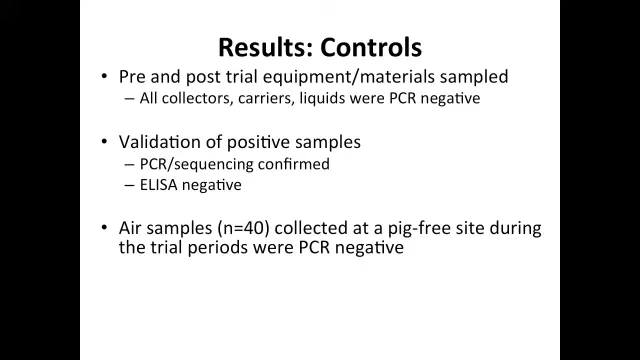 Results: Controls
• Pre and post trial equipment/materials sampled
– All collectors, carriers, liquids were PCR negative
• Validation of positive samples
– PCR/sequencing confirmed
– ELISA negative
• Air samples (n=40) collected at a pig-free site during
the trial periods were PCR negative